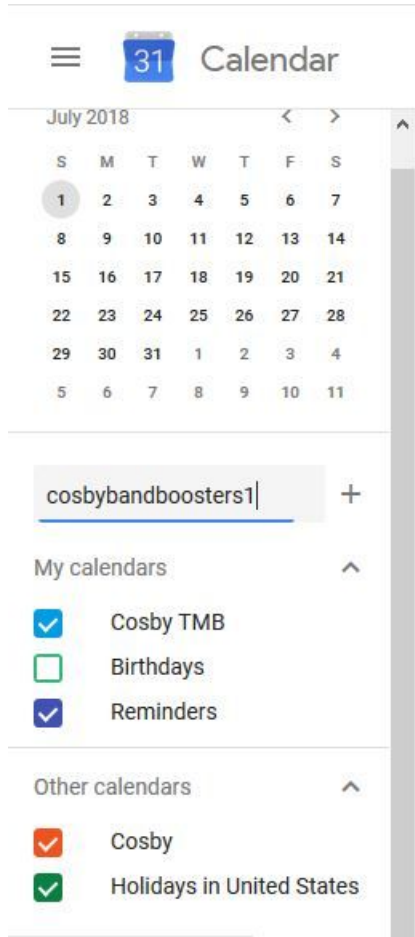 31 Calendar
July 2018 < >
S M T W T F S
1 2 3 4 5 6 7
8 9 10 11 12 13 14
15 16 17 18 19 20 21
22 23 24 25 26 27 28
29 30 31 1 2 3 4
5 6 7 8 9 10 11
cosbybandboosters1 +
My calendars
Cosby TMB
Birthdays
Reminders
Other calendars
Cosby
Holidays in United States